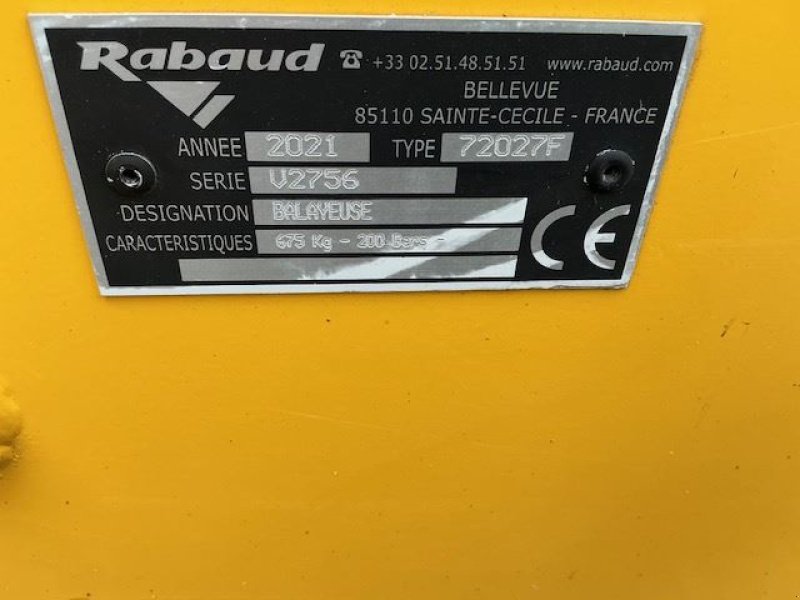 Rabaud ☎ +33 02.51.48.51.51 www.rabaud.com
BELLEVUE
85110 SAINTE-CECILE - FRANCE
ANNEE 2021 TYPE 72027F
SERIE V2756
DESIGNATION BALAYEUSE
CARACTERISTIQUES 675 Kg - 200 Bars -
CE